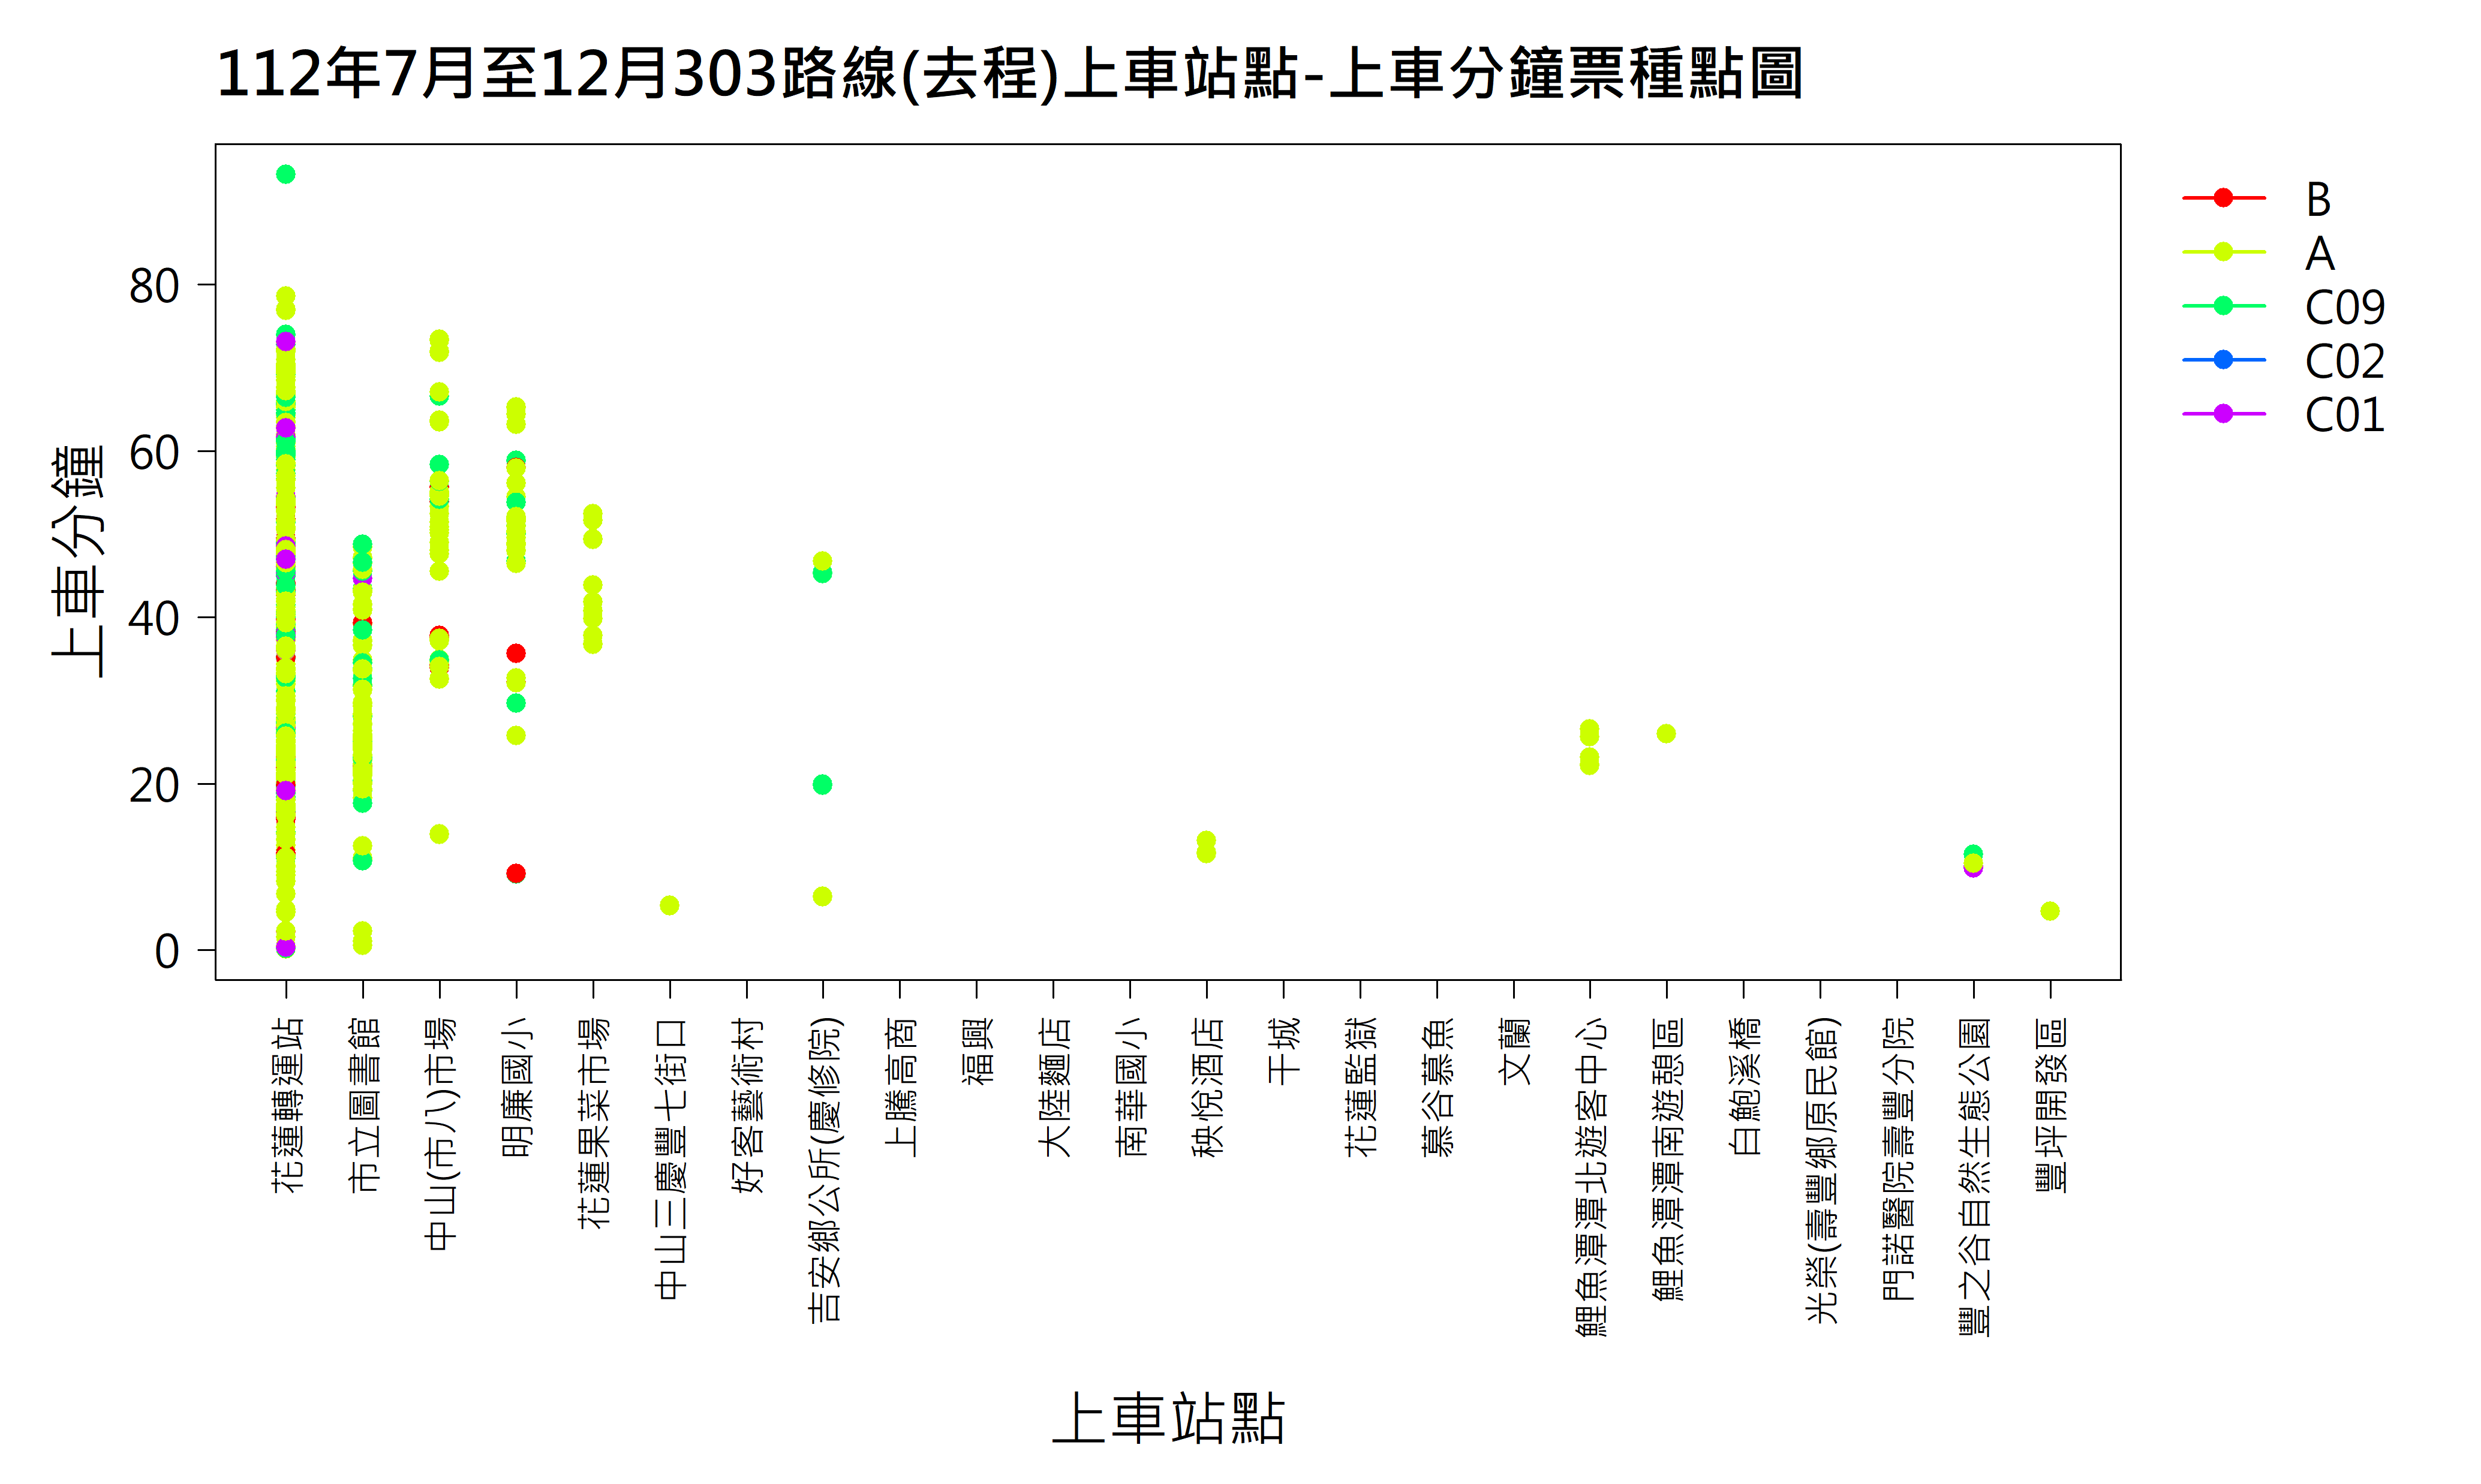 112年7月至12月303路線(去程)上車站點-上車分鐘票種點圖
B
A
C09
C02
C01
上車分鐘
80
60
40
20
0
花蓮轉運站
市立圖書館
中山(市八)市場
明廉國小
花蓮果菜市場
中山三慶豐七街口
好客藝術村
吉安鄉公所(慶修院)
上騰高商
福興
大陸麵店
南華國小
秧悅酒店
干城
花蓮監獄
慕谷慕魚
文蘭
鯉魚潭潭北遊客中心
鯉魚潭潭南遊憩區
白鮑溪橋
光榮(壽豐鄉原民館)
門諾醫院壽豐分院
豐之谷自然生態公園
豐坪開發區
上車站點